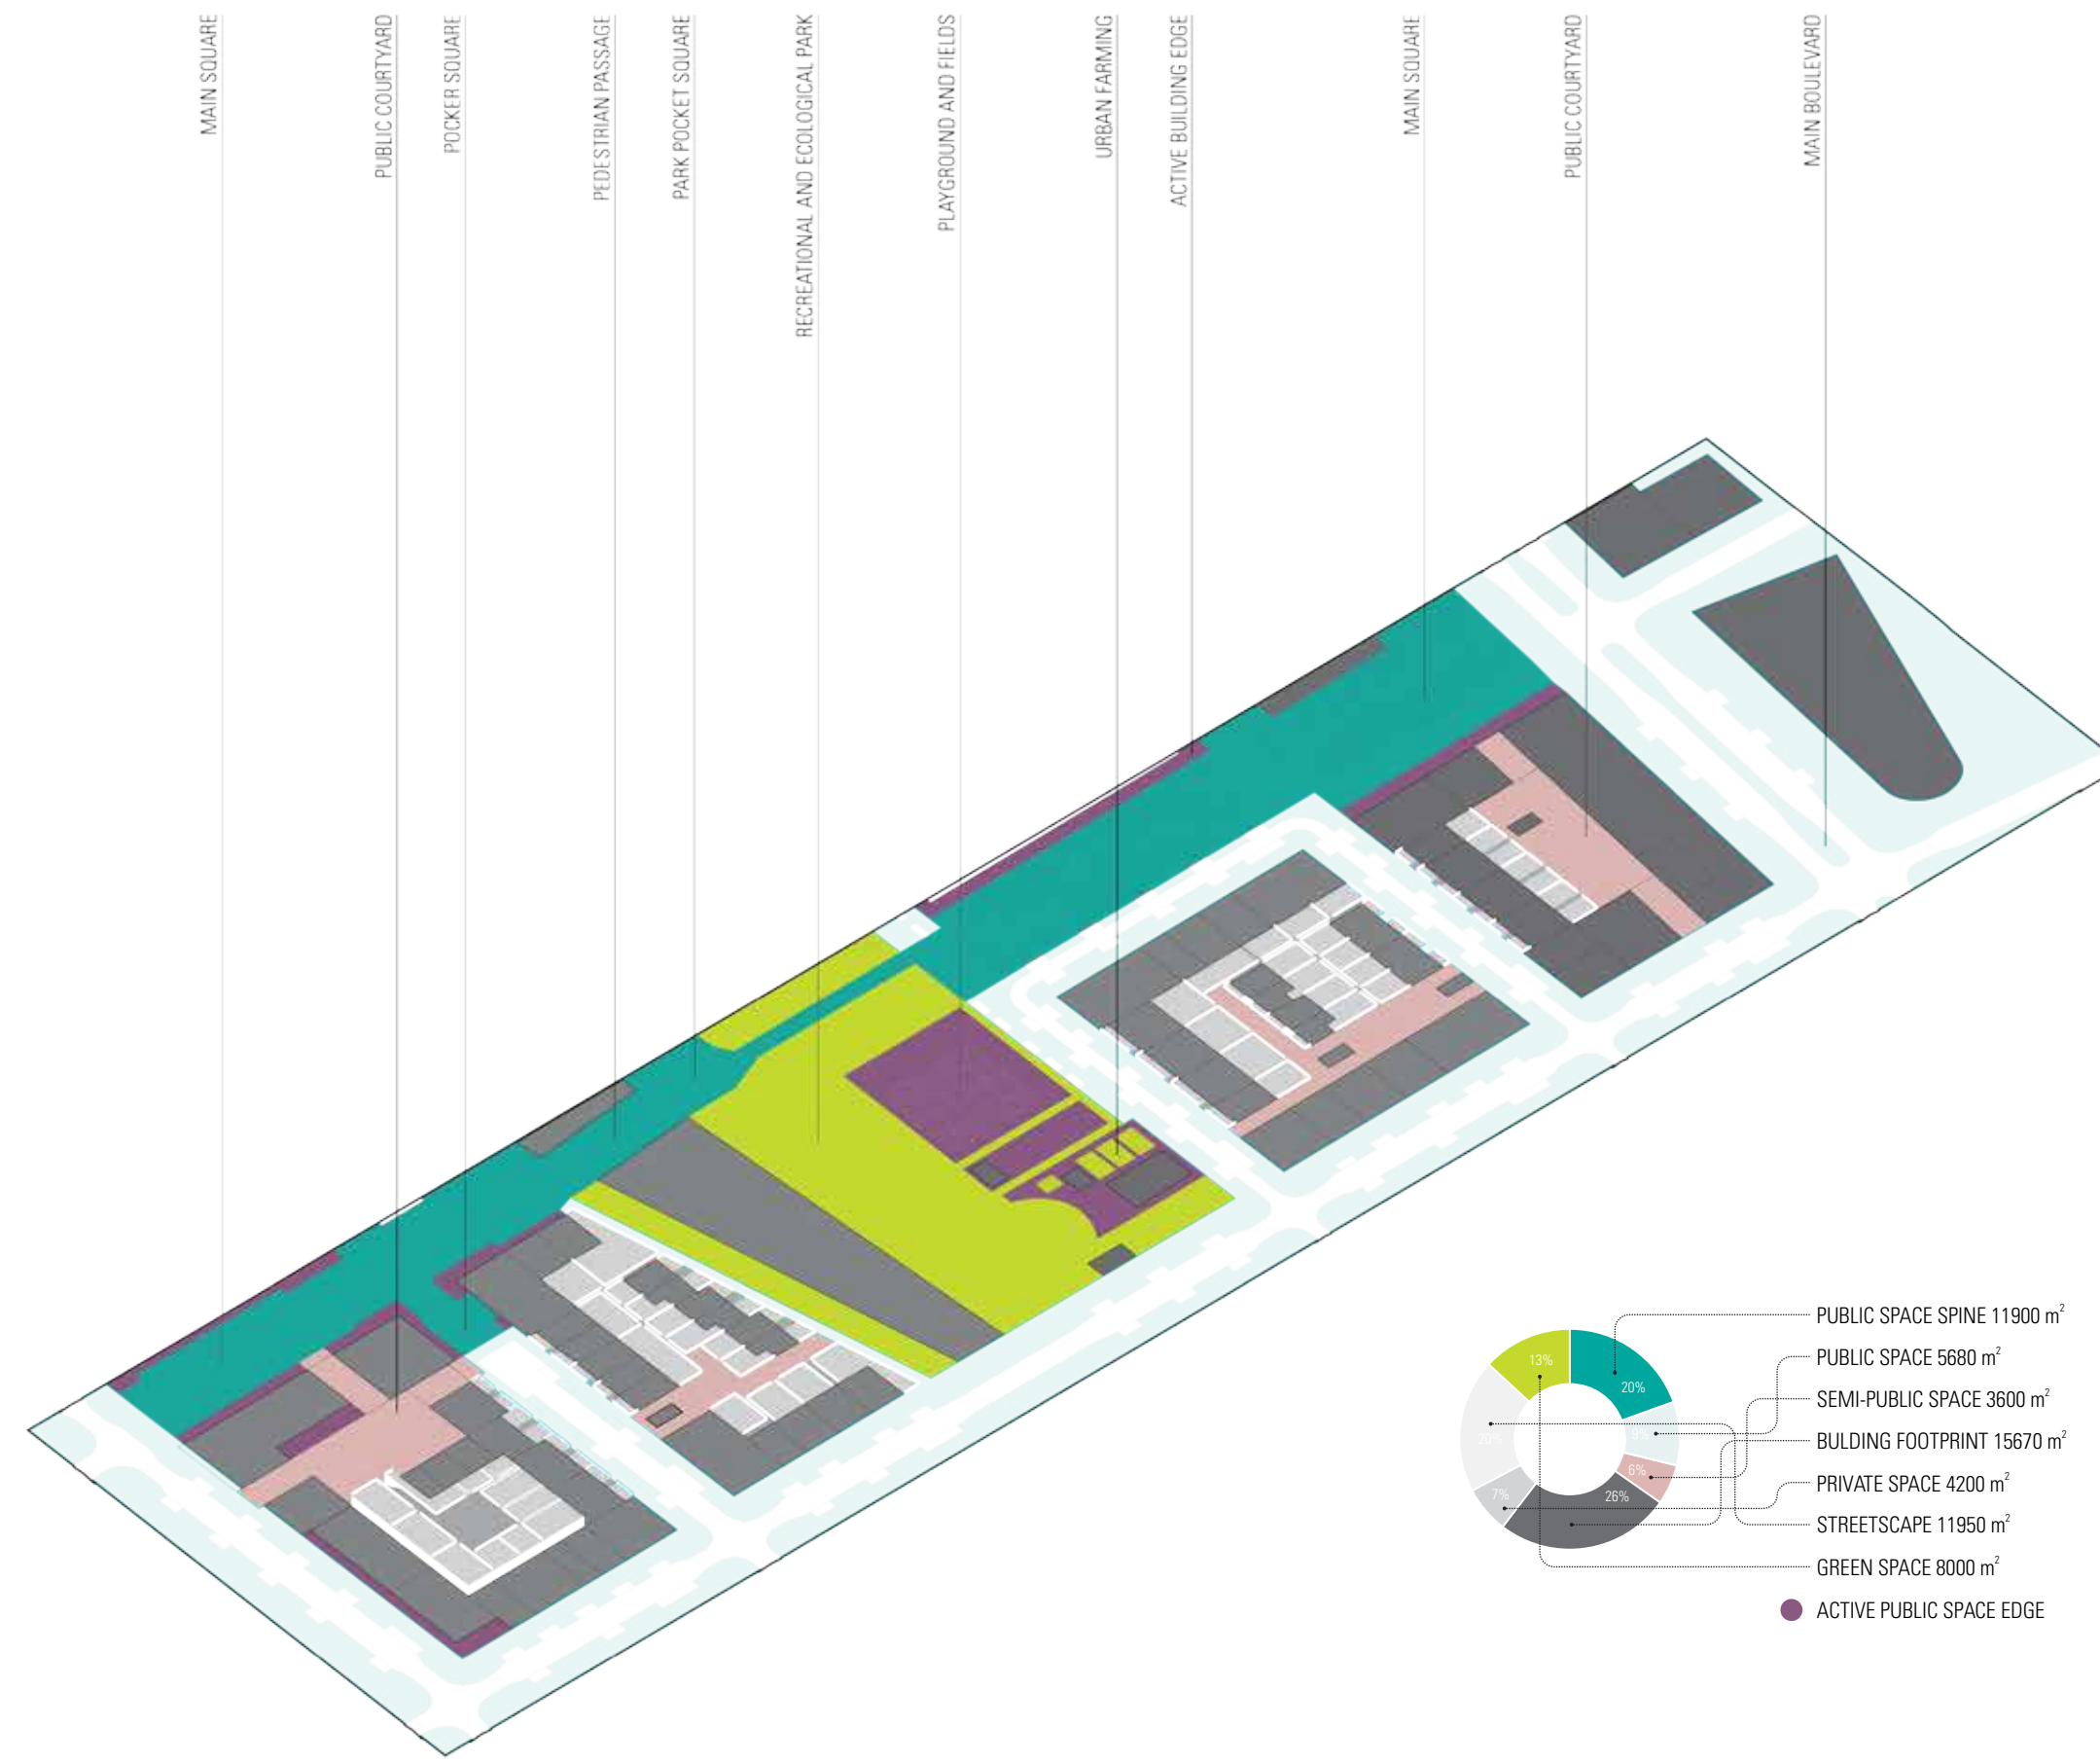 MAIN SQUARE
PUBLIC COURTYARD
POCKER SQUARE
PEDESTRIAN PASSAGE
PARK POCKET SQUARE
RECREATIONAL AND ECOLOGICAL PARK
PLAYGROUND AND FIELDS
URBAN FARMING
ACTIVE BUILDING EDGE
MAIN SQUARE
PUBLIC COURTYARD
MAIN BOULEVARD
PUBLIC SPACE SPINE 11900 m²
PUBLIC SPACE 5680 m²
SEMI-PUBLIC SPACE 3600 m²
BULDING FOOTPRINT 15670 m²
PRIVATE SPACE 4200 m²
STREETSCAPE 11950 m²
GREEN SPACE 8000 m²
ACTIVE PUBLIC SPACE EDGE
13%
20%
20%
9%
6%
7%
26%